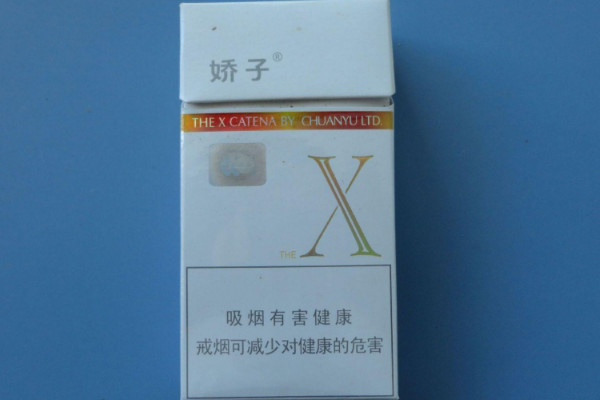 娇子®
THE X CATENA BY CHUANYU LTD.
THE X
吸烟有害健康
戒烟可减少对健康的危害